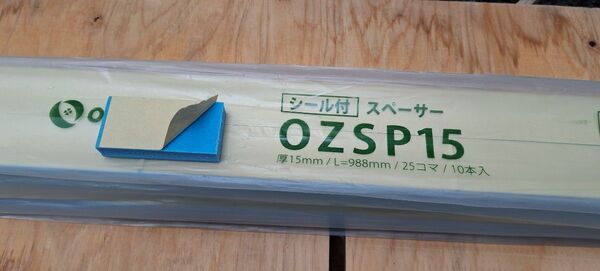 シール付 スペーサー
OZSP15
厚15mm / L=988mm / 25コマ / 10本入